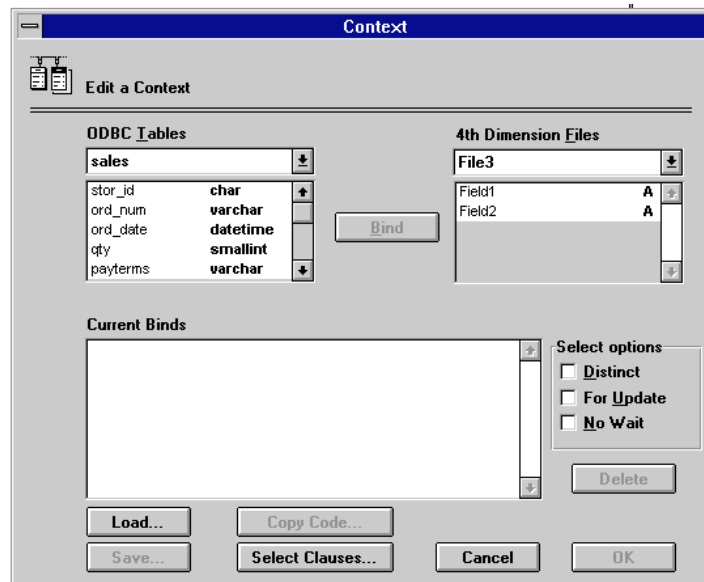 Context
Edit a Context
ODBC Tables
4th Dimension Files
sales
File3
stor_id char
ord_num varchar
ord_date datetime
qty smallint
payterms varchar
Field1 A
Field2 A
Bind
Current Binds
Select options
Distinct
For Update
No Wait
Delete
Load... Copy Code...
Save... Select Clauses... Cancel OK